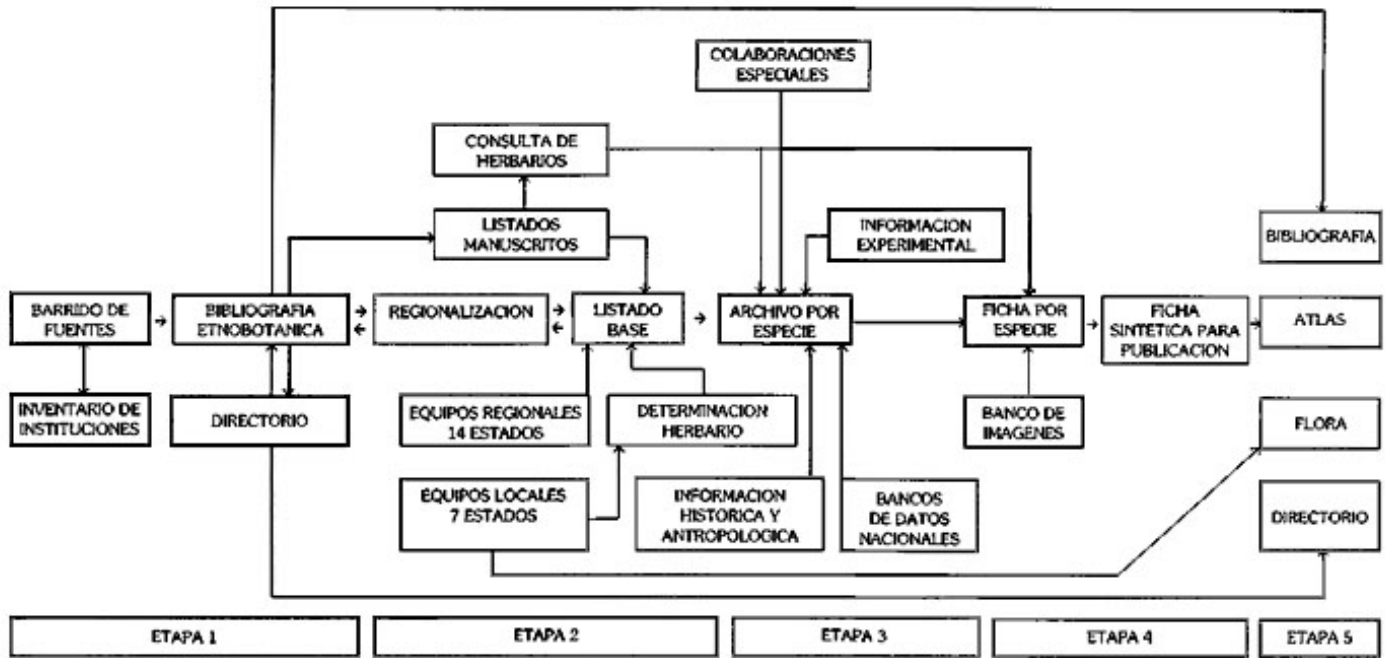 COLABORACIONES
ESPECIALES
CONSULTA DE
HERBARIOS
LISTADOS
MANUSCRITOS
INFORMACION
EXPERIMENTAL
BIBLIOGRAFIA
BARRIDO DE
FUENTES
BIBLIOGRAFIA
ETNOBOTANICA
REGIONALIZACION
LISTADO
BASE
ARCHIVO POR
ESPECIE
FICHA POR
ESPECIE
FICHA
SINTETICA PARA
PUBLICACION
ATLAS
INVENTARIO DE
INSTITUCIONES
DIRECTORIO
EQUIPOS REGIONALES
14 ESTADOS
DETERMINACION
HERBARIO
BANCO DE
IMAGENES
FLORA
EQUIPOS LOCALES
7 ESTADOS
INFORMACION
HISTORICA Y
ANTROPOLOGICA
BANCOS
DE DATOS
NACIONALES
DIRECTORIO
ETAPA 1
ETAPA 2
ETAPA 3
ETAPA 4
ETAPA 5